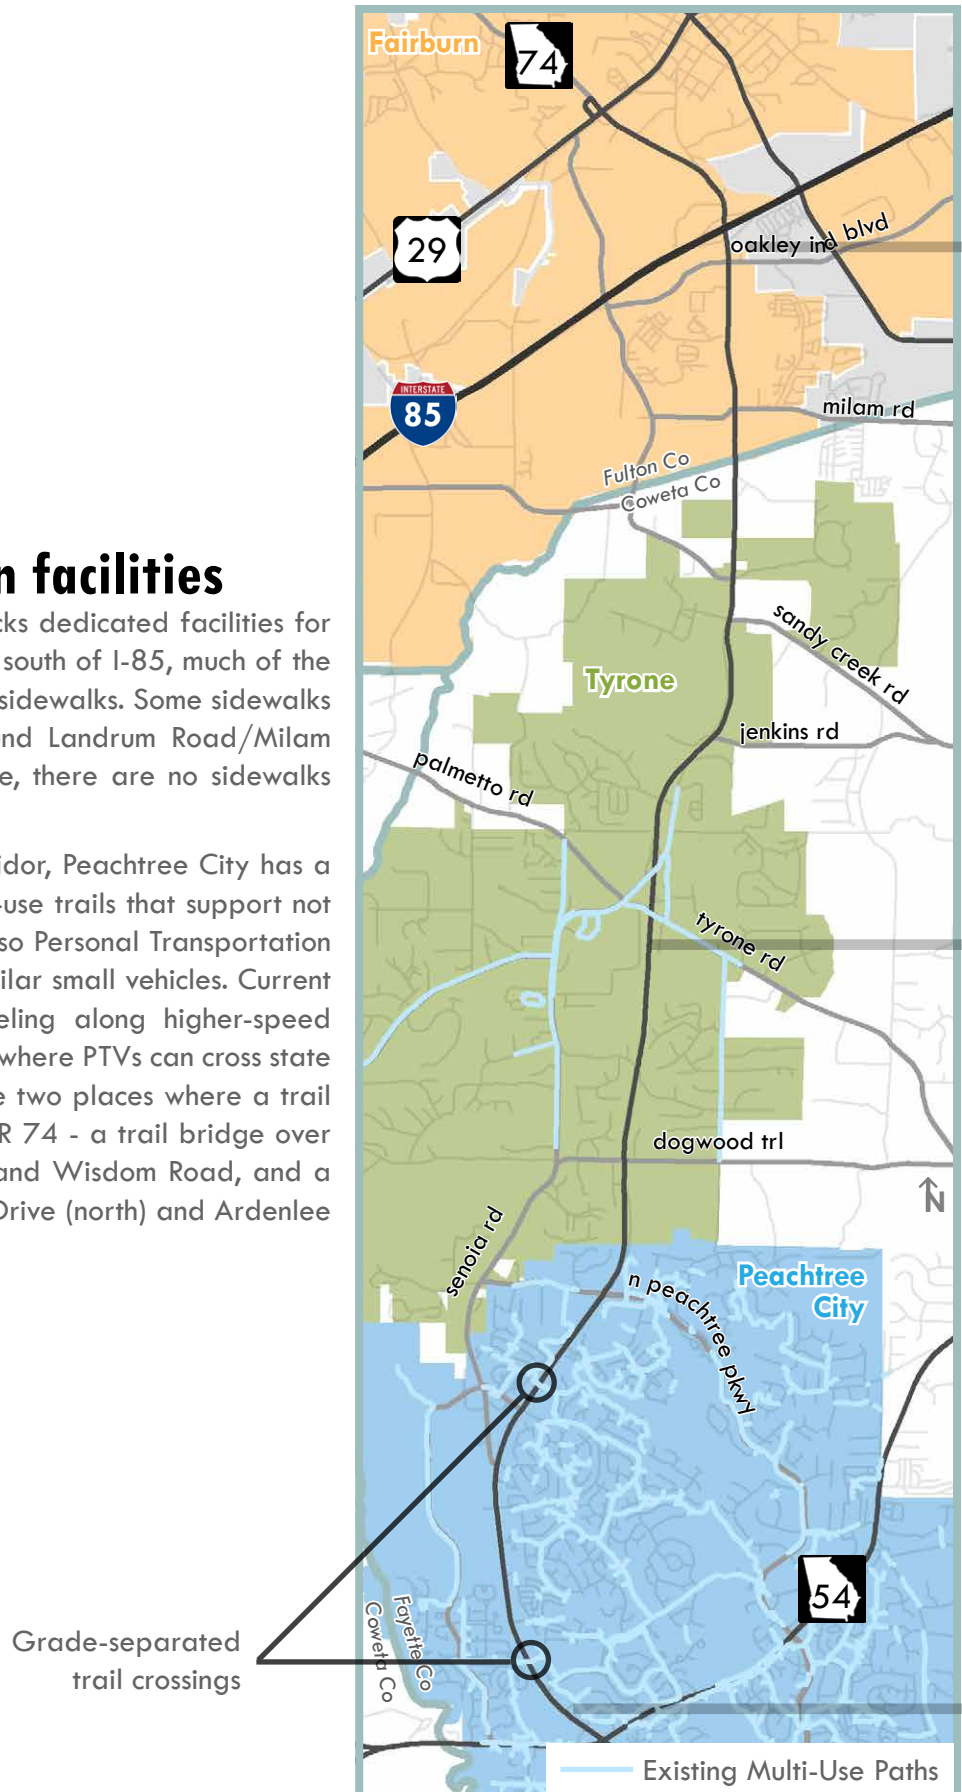 Fairburn
74
29
oakley ind blvd
INTERSTATE
85
milam rd
Fulton Co
Coweta Co
n facilities
cks dedicated facilities for
south of I-85, much of the
sidewalks. Some sidewalks
nd Landrum Road/Milam
e, there are no sidewalks
idor, Peachtree City has a
-use trails that support not
so Personal Transportation
ilar small vehicles. Current
eling along higher-speed
where PTVs can cross state
e two places where a trail
R 74 - a trail bridge over
and Wisdom Road, and a
Drive (north) and Ardenlee
sandy creek rd
Tyrone
jenkins rd
palmetto rd
tyrone rd
dogwood trl
N
senoia rd
n peachtree pkwy
Peachtree
City
54
Fayette Co
Coweta Co
Grade-separated
trail crossings
Existing Multi-Use Paths